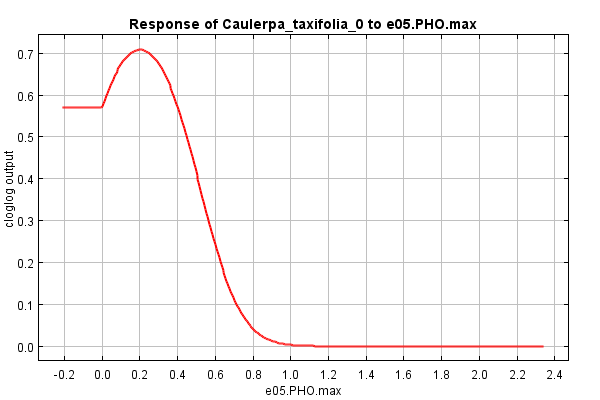 Response of Caulerpa_taxifolia_0 to e05.PHO.max
cloglog output
0.7
0.6
0.5
0.4
0.3
0.2
0.1
0.0
-0.2 0.0 0.2 0.4 0.6 0.8 1.0 1.2 1.4 1.6 1.8 2.0 2.2 2.4
e05.PHO.max